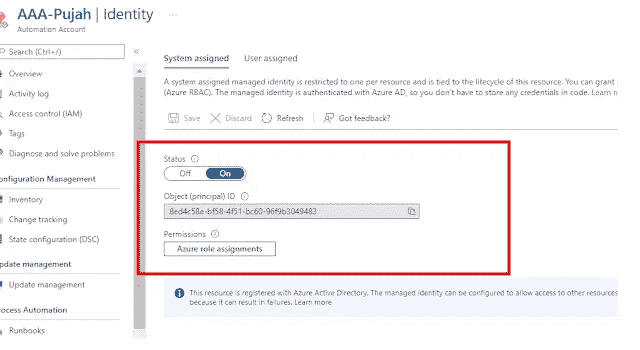 AAA-Pujah | Identity ...
Automation Account
Search (Ctrl+/)
Overview
Activity log
Access control (IAM)
Tags
Diagnose and solve problems
onfiguration Management
Inventory
Change tracking
State configuration (DSC)
pdate management
Update management
rocess Automation
Runbooks
System assigned User assigned
A system assigned managed identity is restricted to one per resource and is tied to the lifecycle of this resource. You can grant
(Azure RBAC). The managed identity is authenticated with Azure AD, so you don't have to store any credentials in code. Learn m
Save Discard Refresh Got feedback?
Status
Off On
Object (principal) ID
8ed4c58e-bf58-4f51-bc60-96f9b3049483
Permissions
Azure role assignments
This resource is registered with Azure Active Directory. The managed identity can be configured to allow access to other resources
because it can result in failures. Learn more